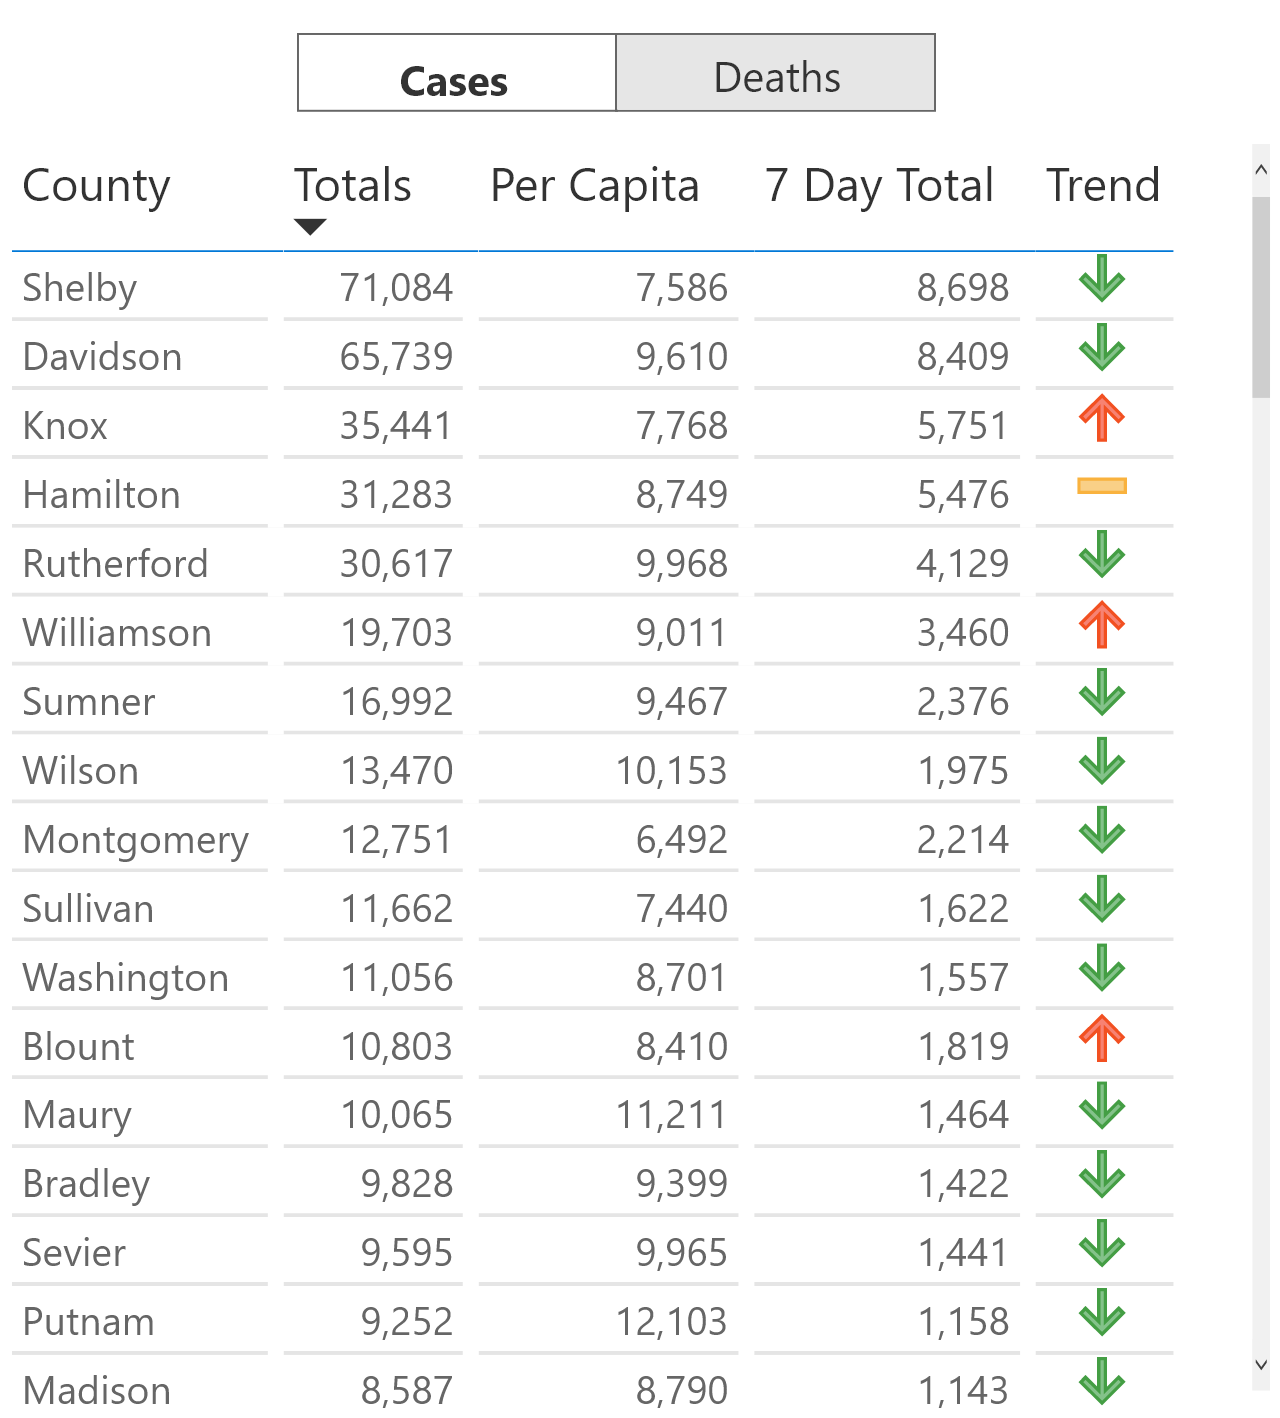 Cases Deaths
County Totals Per Capita 7 Day Total Trend
Shelby 71,084 7,586 8,698
Davidson 65,739 9,610 8,409
Knox 35,441 7,768 5,751
Hamilton 31,283 8,749 5,476
Rutherford 30,617 9,968 4,129
Williamson 19,703 9,011 3,460
Sumner 16,992 9,467 2,376
Wilson 13,470 10,153 1,975
Montgomery 12,751 6,492 2,214
Sullivan 11,662 7,440 1,622
Washington 11,056 8,701 1,557
Blount 10,803 8,410 1,819
Maury 10,065 11,211 1,464
Bradley 9,828 9,399 1,422
Sevier 9,595 9,965 1,441
Putnam 9,252 12,103 1,158
Madison 8,587 8,790 1,143